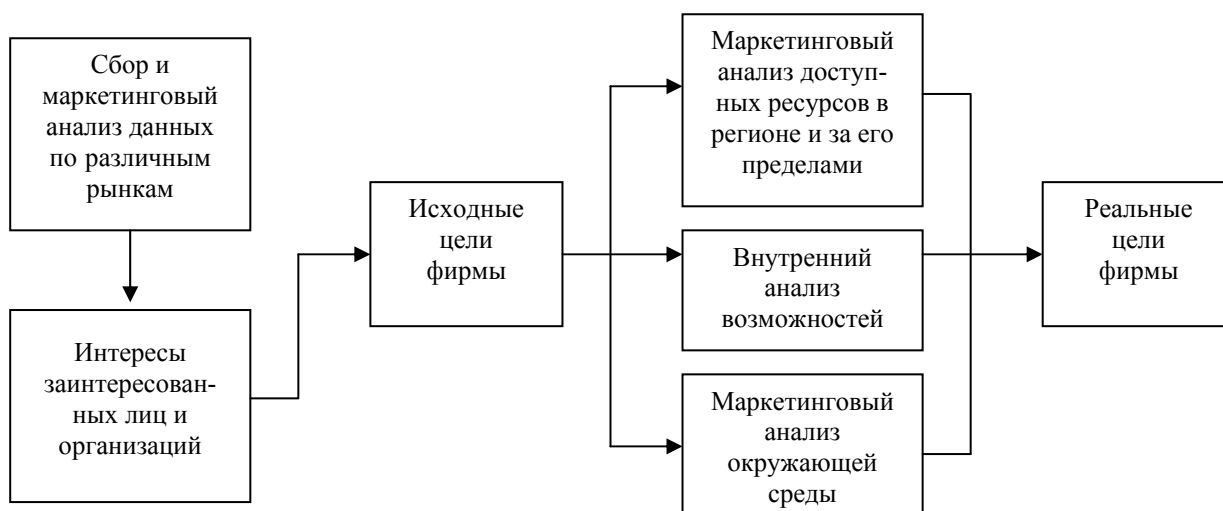 Сбор и
маркетинговый
анализ данных
по различным
рынкам
Интересы
заинтересован-
ных лиц и
организаций
Исходные
цели
фирмы
Маркетинговый
анализ доступ-
ных ресурсов в
регионе и за его
пределами
Внутренний
анализ
возможностей
Маркетинговый
анализ
окружающей
среды
Реальные
цели
фирмы